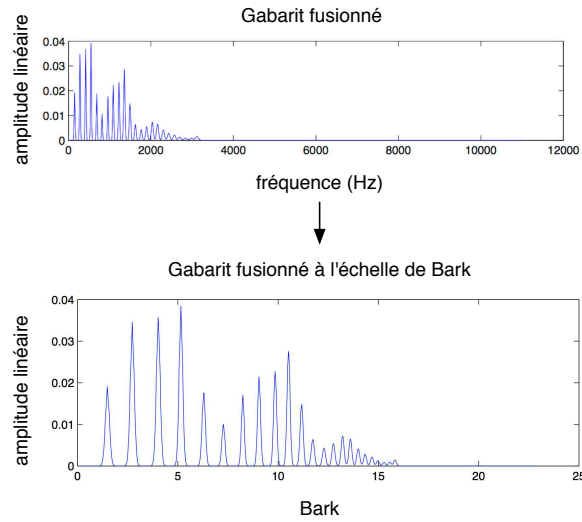 Gabarit fusionné
amplitude linéaire
0.04
0.03
0.02
0.01
0
0 2000 4000 6000 8000 10000 12000
fréquence (Hz)
Gabarit fusionné à l'échelle de Bark
amplitude linéaire
0.04
0.03
0.02
0.01
0
0 5 10 15 20 25
Bark